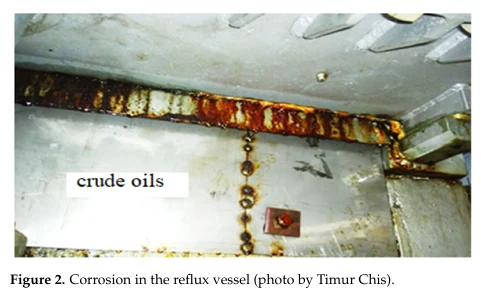 crude oils
Figure 2. Corrosion in the reflux vessel (photo by Timur Chis).